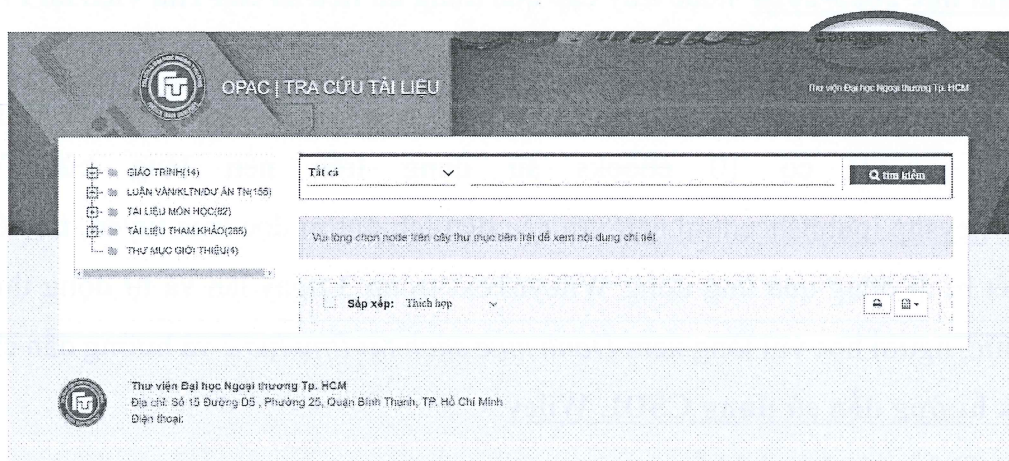 OPAC | TRA CỨU TÀI LIỆU
Thư viện Đại học Ngoại thương Tp. HCM
GIÁO TRÌNH(14)
LUẬN VĂN/KLTN/DỰ ÁN TN(155)
TÀI LIỆU MÔN HỌC(82)
TÀI LIỆU THAM KHẢO(285)
THƯ MỤC GIỚI THIỆU(4)
Tất cả
tìm kiếm
Vui lòng chọn node trên cây thư mục bên trái để xem nội dung chi tiết
Sắp xếp: Thích hợp
Thư viện Đại học Ngoại thương Tp. HCM
Địa chỉ: Số 15 Đường D5 , Phường 25, Quận Bình Thạnh, TP. Hồ Chí Minh
Điện thoại: